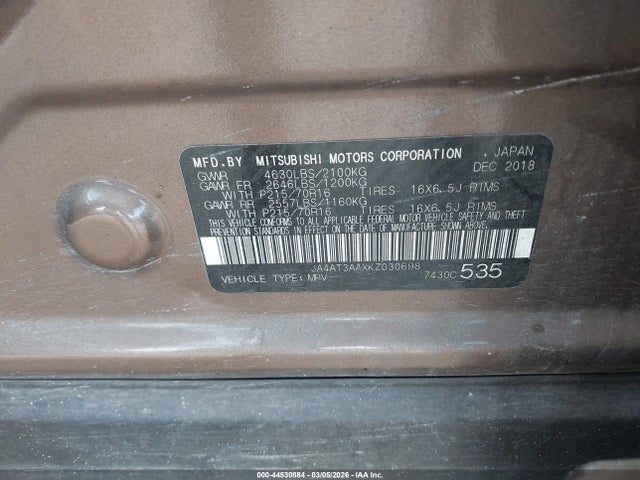 MFD.BY MITSUBISHI MOTORS CORPORATION , JAPAN
GVWR 4630LBS/2100KG DEC 2018
GAWR FR 2646LBS/1200KG
WITH P215/70R16 TIRES 16X6.5J RIMS
GAWR RR 2557LBS/1160KG
WITH P215/70R16 TIRES 16X6.5J RIMS
THIS VEHICLE CONFORMS TO ALL APPLICABLE FEDERAL MOTOR VEHICLE SAFETY AND
THEFT PREVENTION STANDARDS IN EFFECT ON THE DATE OF MANUFACTURE SHOWN ABOVE.
JA4AT3AAXKZ030698
VEHICLE TYPE: MPV 7430C 535
000-44530884 | 03/05/2026 - ©IAA Inc.